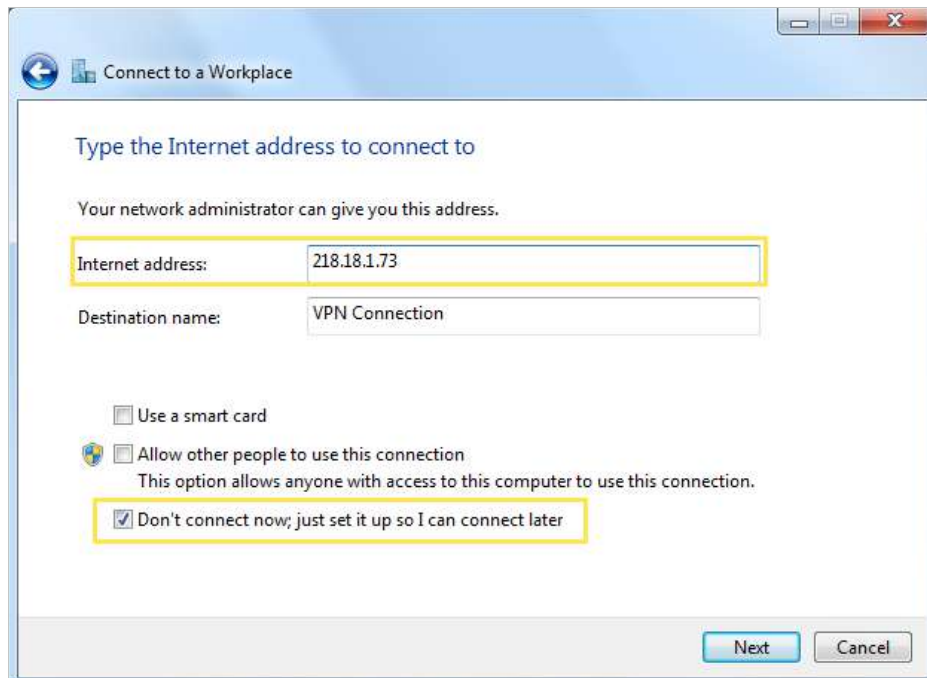 Connect to a Workplace
Type the Internet address to connect to
Your network administrator can give you this address.
Internet address: 218.18.1.73
Destination name: VPN Connection
Use a smart card
Allow other people to use this connection
This option allows anyone with access to this computer to use this connection.
Don't connect now; just set it up so I can connect later
Next Cancel